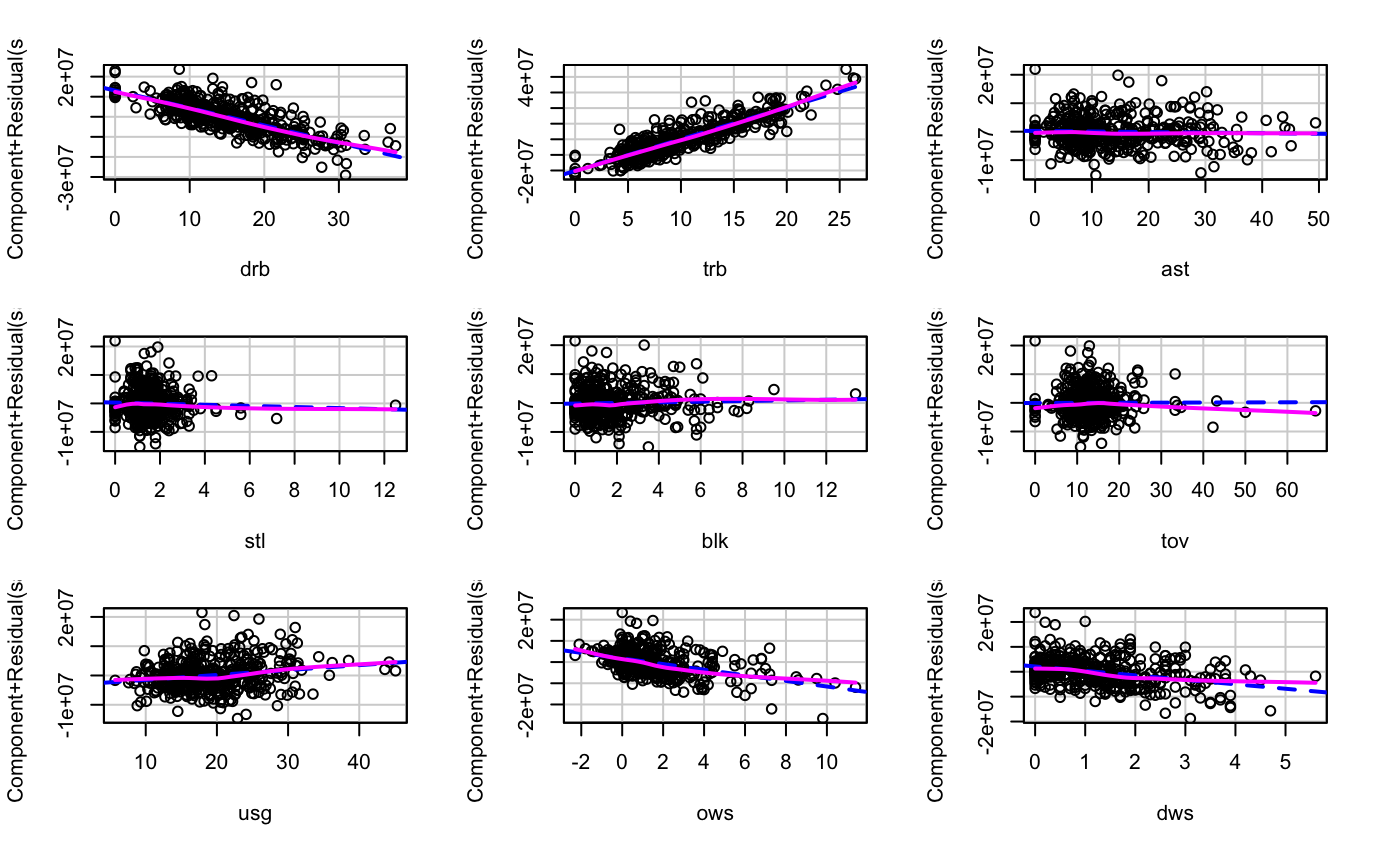 Component+Residual(s
2e+07
-3e+07
0 10 20 30
drb
Component+Residual(s
4e+07
-2e+07
0 5 10 15 20 25
trb
Component+Residual(s
2e+07
-1e+07
0 10 20 30 40 50
ast
Component+Residual(s
2e+07
-1e+07
0 2 4 6 8 10 12
stl
Component+Residual(s
2e+07
-1e+07
0 2 4 6 8 10 12
blk
Component+Residual(s
2e+07
-1e+07
0 10 20 30 40 50 60
tov
Component+Residual(s
2e+07
-1e+07
10 20 30 40
usg
Component+Residual(s
2e+07
-2e+07
-2 0 2 4 6 8 10
ows
Component+Residual(s
2e+07
-2e+07
0 1 2 3 4 5
dws